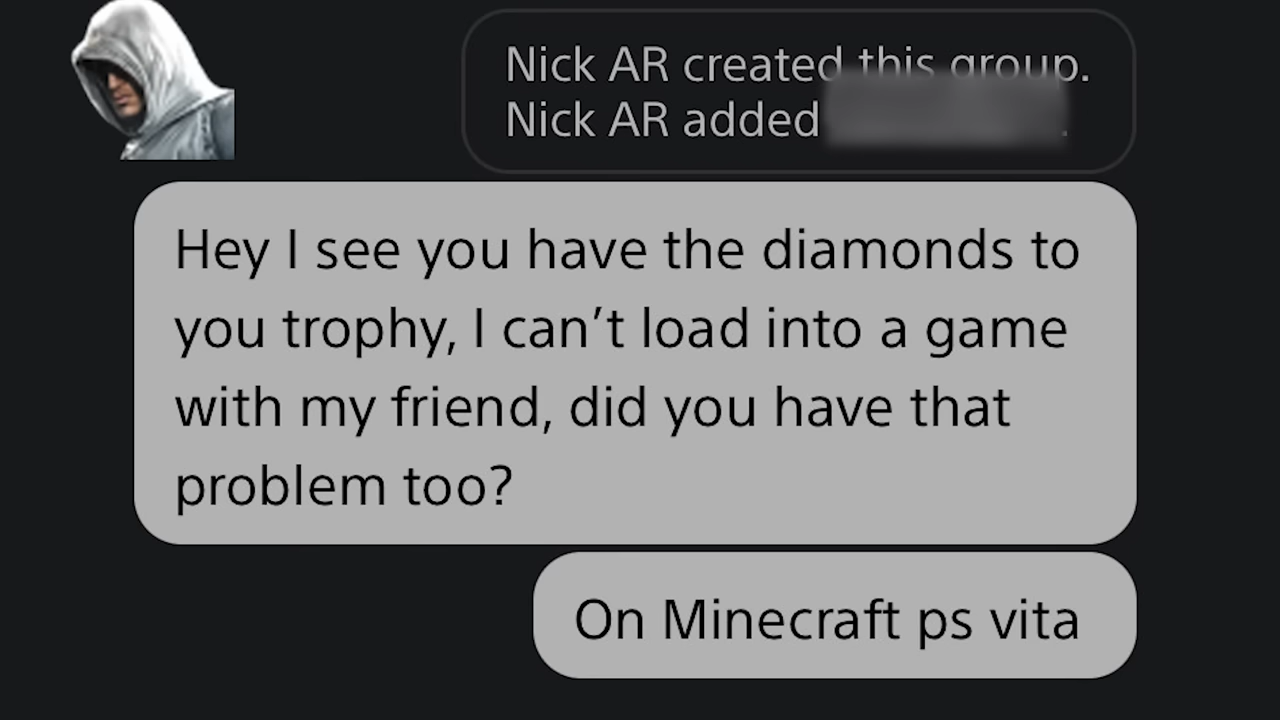 Nick AR created this group.
Nick AR added
Hey I see you have the diamonds to
you trophy, I can’t load into a game
with my friend, did you have that
problem too?
On Minecraft ps vita